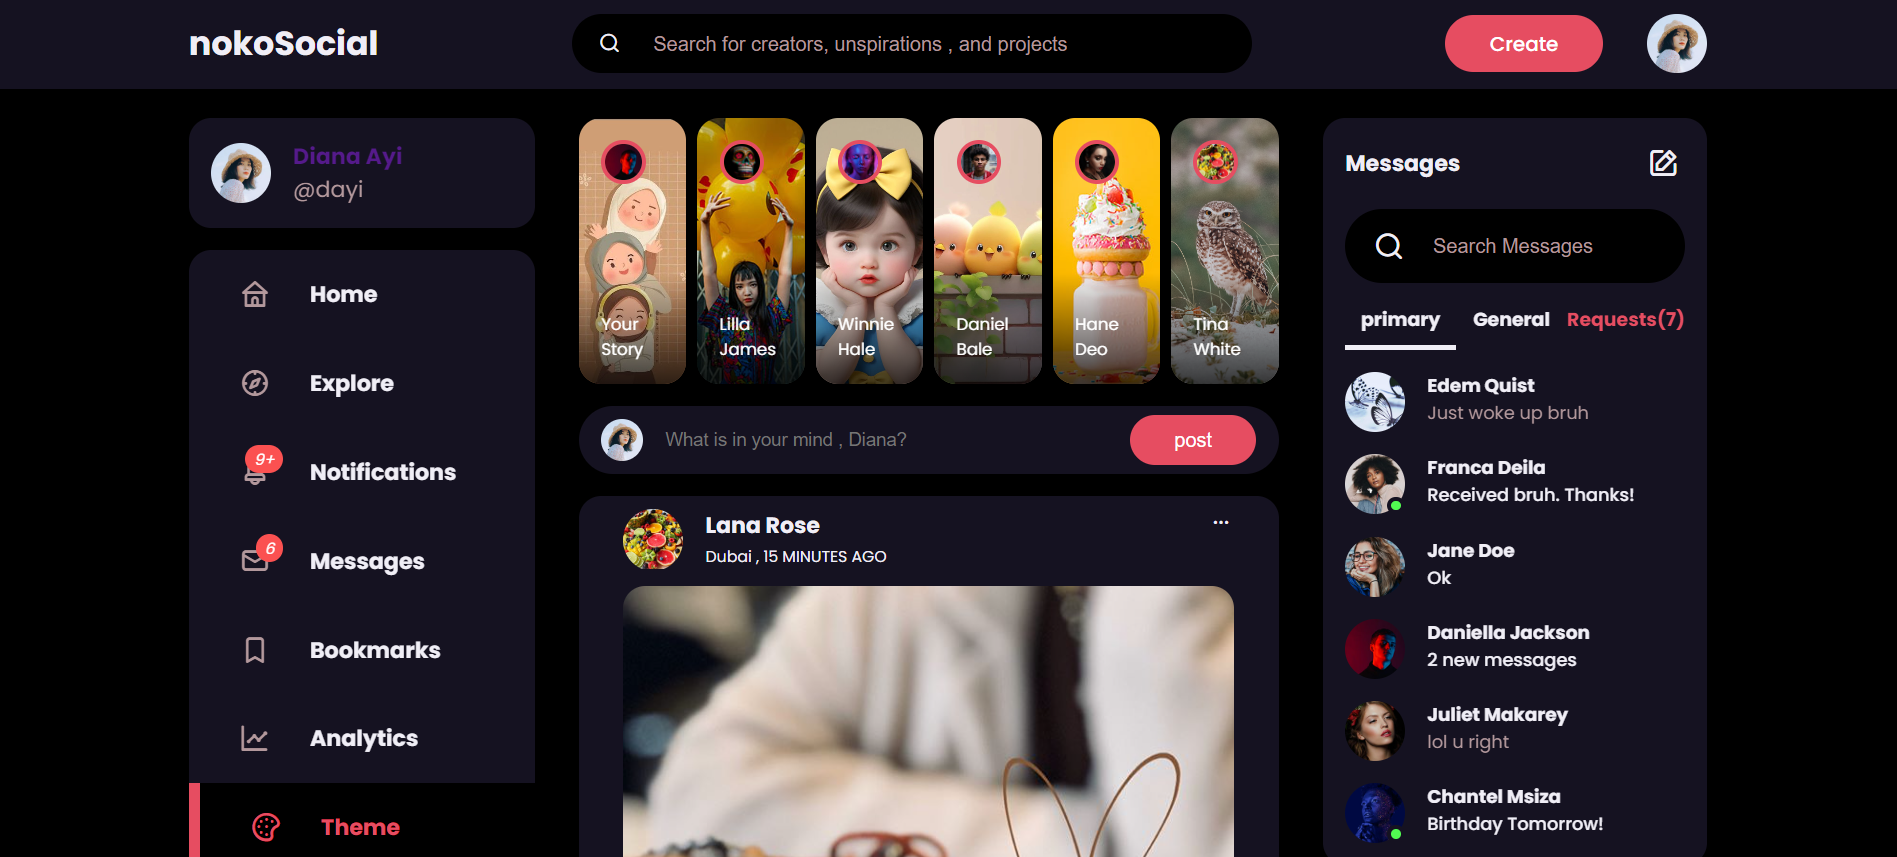 nokoSocial
Search for creators, unspirations , and projects
Create
Diana Ayi
@dayi
Home
Explore
9+
Notifications
6
Messages
Bookmarks
Analytics
Theme
Your
Story
Lilla
James
Winnie
Hale
Daniel
Bale
Hane
Deo
Tina
White
What is in your mind , Diana?
post
Lana Rose
Dubai , 15 MINUTES AGO
Messages
Search Messages
primary General Requests(7)
Edem Quist
Just woke up bruh
Franca Deila
Received bruh. Thanks!
Jane Doe
Ok
Daniella Jackson
2 new messages
Juliet Makarey
lol u right
Chantel Msiza
Birthday Tomorrow!